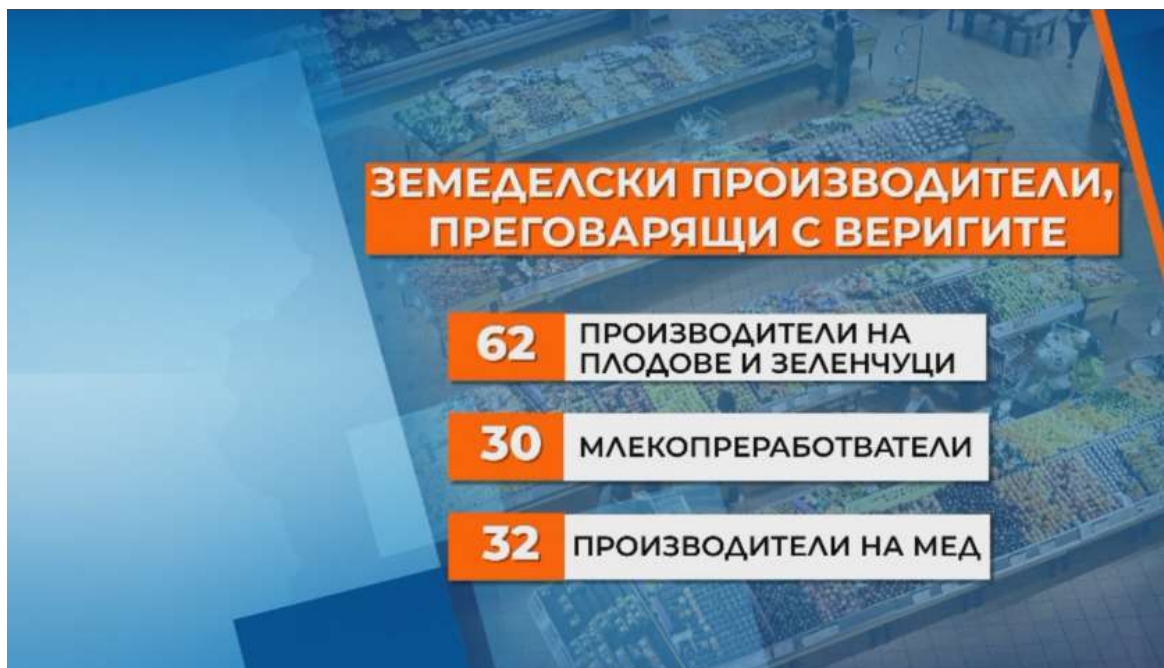 ЗЕМЕДЕЛСКИ ПРОИЗВОДИТЕЛИ,
ПРЕГОВАРЯЩИ С ВЕРИГИТЕ
62 ПРОИЗВОДИТЕЛИ НА
ПЛОДОВЕ И ЗЕЛЕНЧУЦИ
30 МЛЕКОПРЕРАБОТВАТЕЛИ
32 ПРОИЗВОДИТЕЛИ НА МЕД